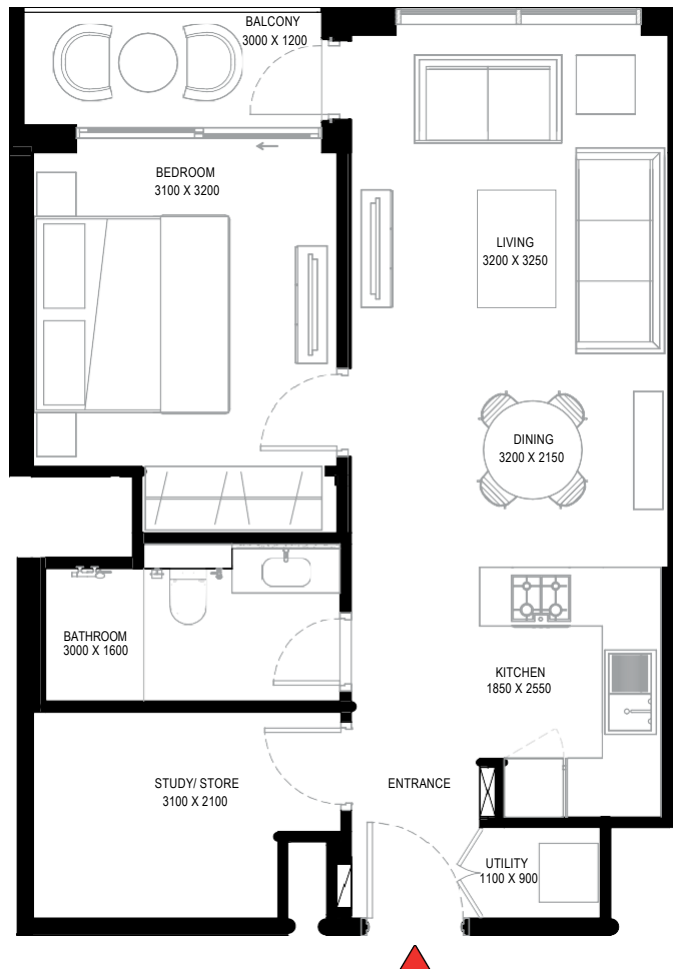 BALCONY
3000 X 1200
BEDROOM
3100 X 3200
LIVING
3200 X 3250
DINING
3200 X 2150
BATHROOM
3000 X 1600
KITCHEN
1850 X 2550
STUDY/ STORE
3100 X 2100
ENTRANCE
UTILITY
1100 X 900